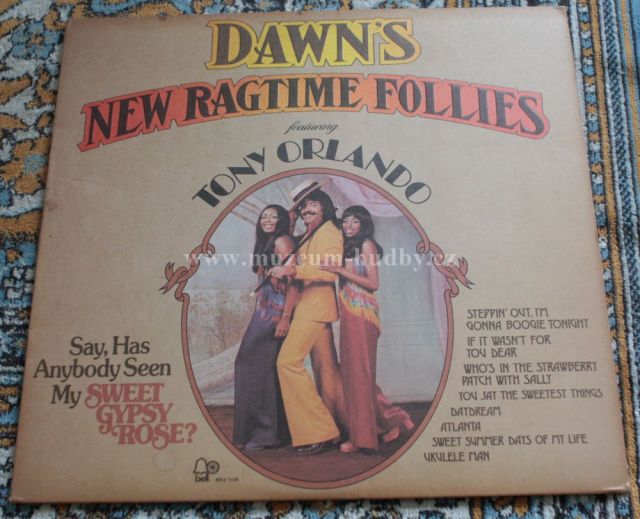 DAWN'S
NEW RAGTIME FOLLIES
featuring
TONY ORLANDO
www.muzeum-hudby.cz
Say, Has
Anybody Seen
My SWEET
GYPSY
ROSE?
STEPPIN' OUT, I'M
GONNA BOOGIE TONIGHT
IF IT WASN'T FOR
YOU DEAR
WHO'S IN THE STRAWBERRY
PATCH WITH SALLY
YOU JAY THE SWEETEST THINGS
DAYDREAM
ATLANTA
SWEET SUMMER DAYS OF MY LIFE
UKULELE MAN
bell